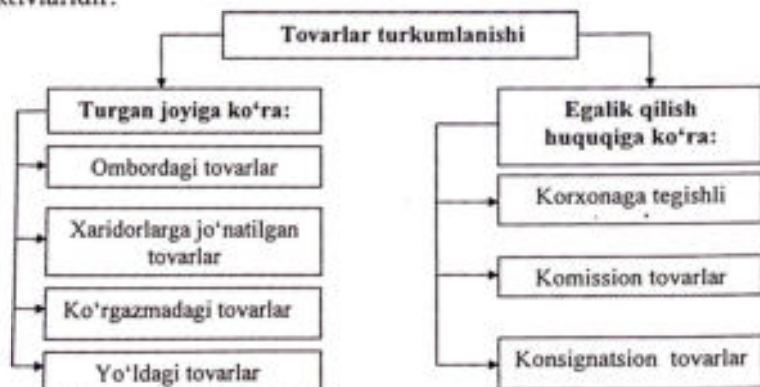 Tovarlar turkumlanishi
Turgan joyiga ko‘ra:
Ombordagi tovarlar
Xaridorlarga jo‘natilgan
tovarlar
Ko‘rgazmadagi tovarlar
Yo‘ldagi tovarlar
Egalik qilish
huquqiga ko‘ra:
Korxonaga tegishli
Komission tovarlar
Konsignatsion tovarlar